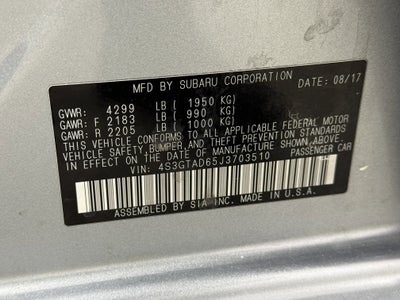 MFD BY SUBARU CORPORATION DATE: 08/17
GVWR: 4299 LB ( 1950 KG)
GAWR: F 2183 LB ( 990 KG)
GAWR: R 2205 LB ( 1000 KG)
THIS VEHICLE CONFORMS TO ALL APPLICABLE FEDERAL MOTOR
VEHICLE SAFETY, BUMPER, AND THEFT PREVENTION STANDARDS
IN EFFECT ON THE DATE OF MANUFACTURE SHOWN ABOVE.
VIN: 4S3GTAD65J3703510 PASSENGER CAR
ASSEMBLED BY SIA INC. MADE IN U.S.A.